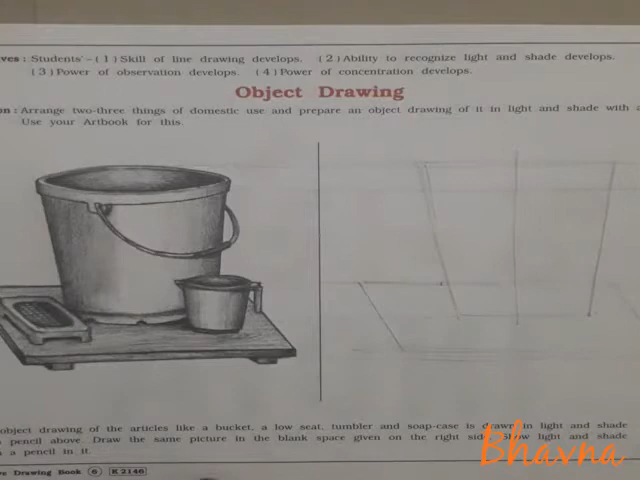 ves : Students' – ( 1 ) Skill of line drawing develops. ( 2 ) Ability to recognize light and shade develops.
( 3 ) Power of observation develops. ( 4 ) Power of concentration develops.
Object Drawing
on : Arrange two-three things of domestic use and prepare an object drawing of it in light and shade with a
Use your Artbook for this.
object drawing of the articles like a bucket, a low seat, tumbler and soap-case is drawn in light and shade
pencil above. Draw the same picture in the blank space given on the right side. Show light and shade
a pencil in it.
ve Drawing Book 6 R 2146
Bhavna